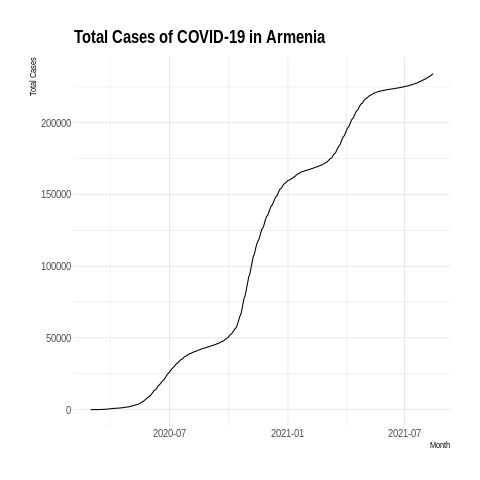 Total Cases of COVID-19 in Armenia
Total Cases
200000
150000
100000
50000
0
2020-07
2021-01
2021-07
Month